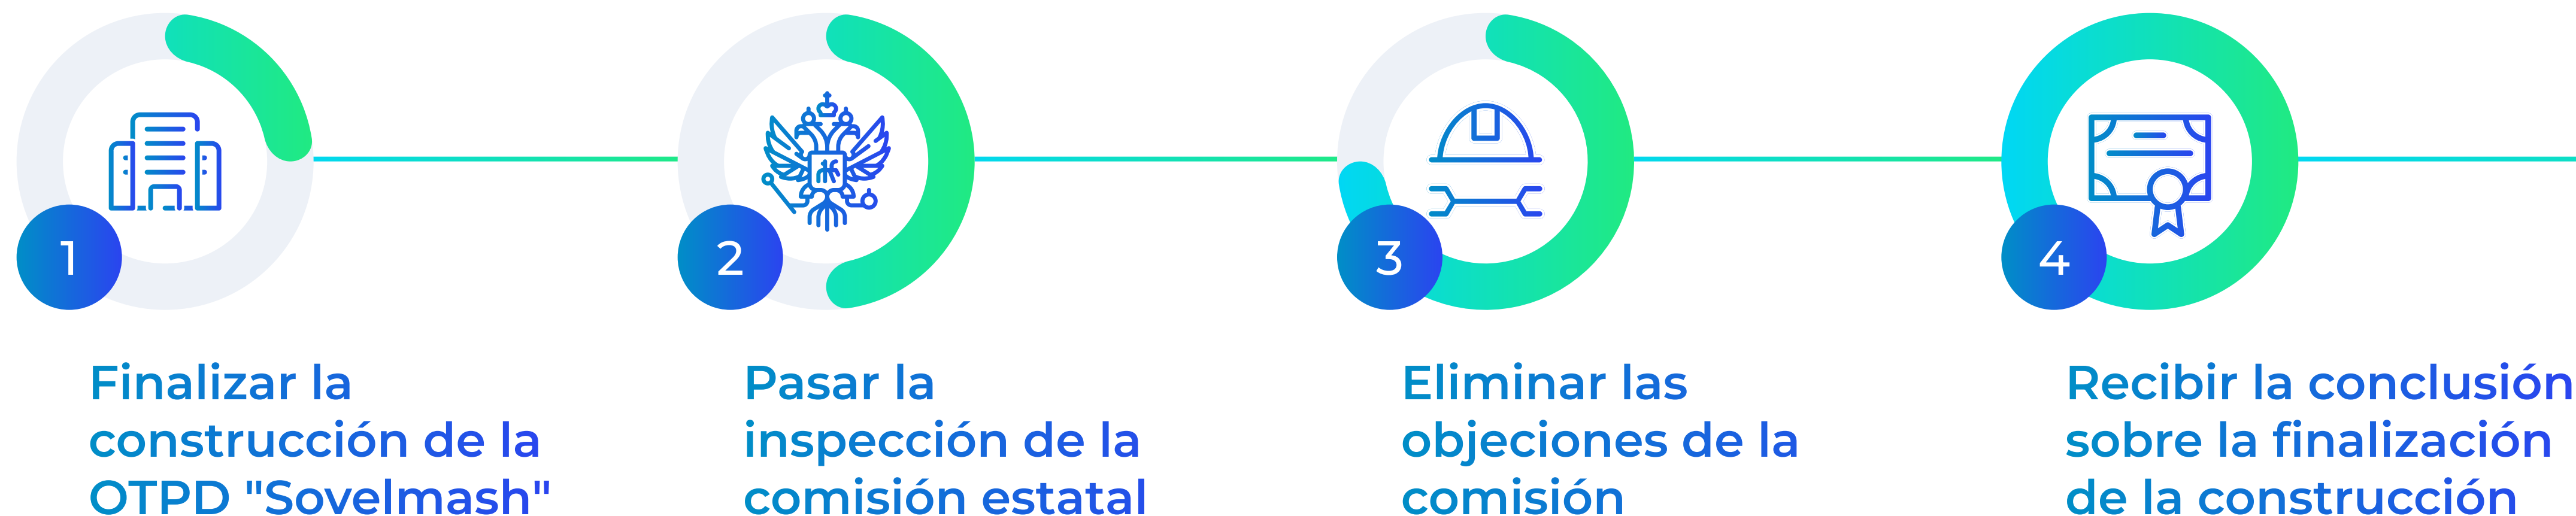 1
Finalizar la
construcción de la
OTPD "Sovelmash"
2
Pasar la
inspección de la
comisión estatal
3
Eliminar las
objeciones de la
comisión
4
Recibir la conclusión
sobre la finalización
de la construcción